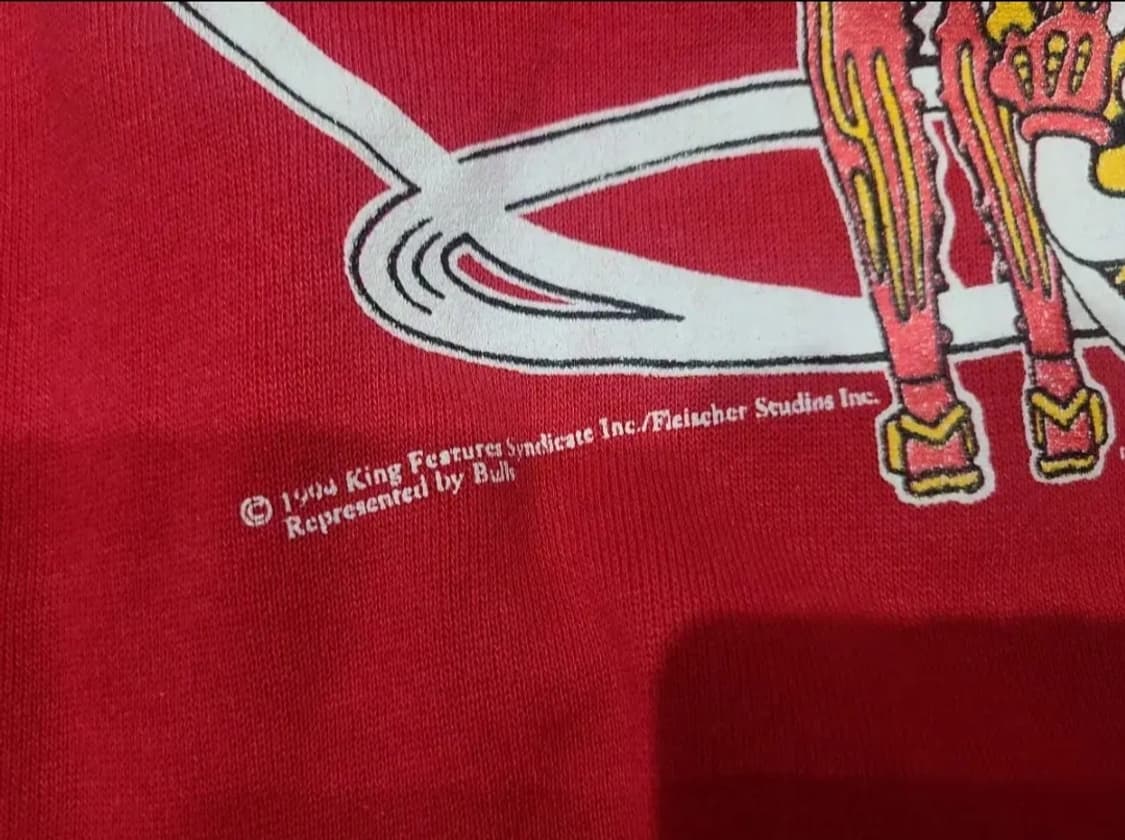 © 1994 King Features Syndicate Inc./Fleischer Studios Inc.
Represented by Bulls